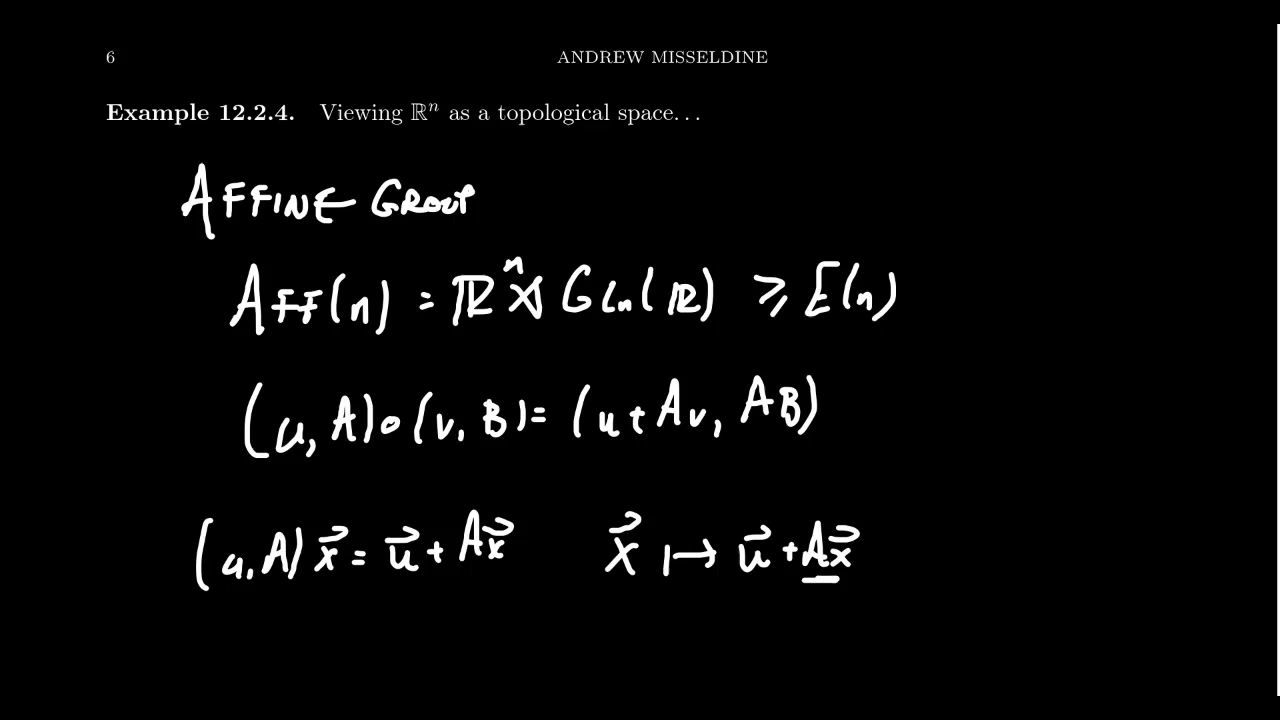 6 ANDREW MISSELDINE
Example 12.2.4. Viewing ℝⁿ as a topological space...
AFFINE GROUP
AFF(n) = ℝⁿ ⋊ GLn(ℝ) ≥ E(n)
(u, A)∘(v, B) = (u + Av, AB)
(u, A) x⃗ = u⃗ + Ax⃗ x⃗ ↦ u⃗ + Ax⃗